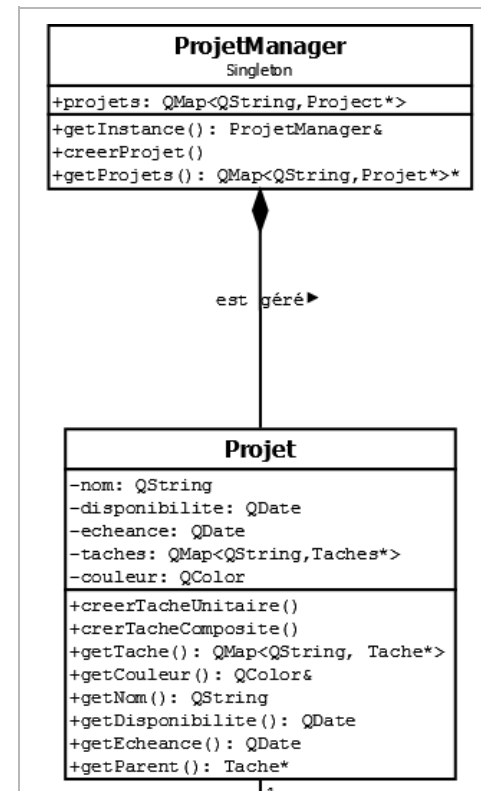 ProjetManager
Singleton
+projets: QMap<QString,Project*>
+getInstance(): ProjetManager&
+creerProjet()
+getProjets(): QMap<QString,Projet*>*
est géré►
Projet
-nom: QString
-disponibilite: QDate
-echeance: QDate
-taches: QMap<QString,Taches*>
-couleur: QColor
+creerTacheUnitaire()
+crerTacheComposite()
+getTache(): QMap<QString, Tache*>
+getCouleur(): QColor&
+getNom(): QString
+getDisponibilite(): QDate
+getEcheance(): QDate
+getParent(): Tache*